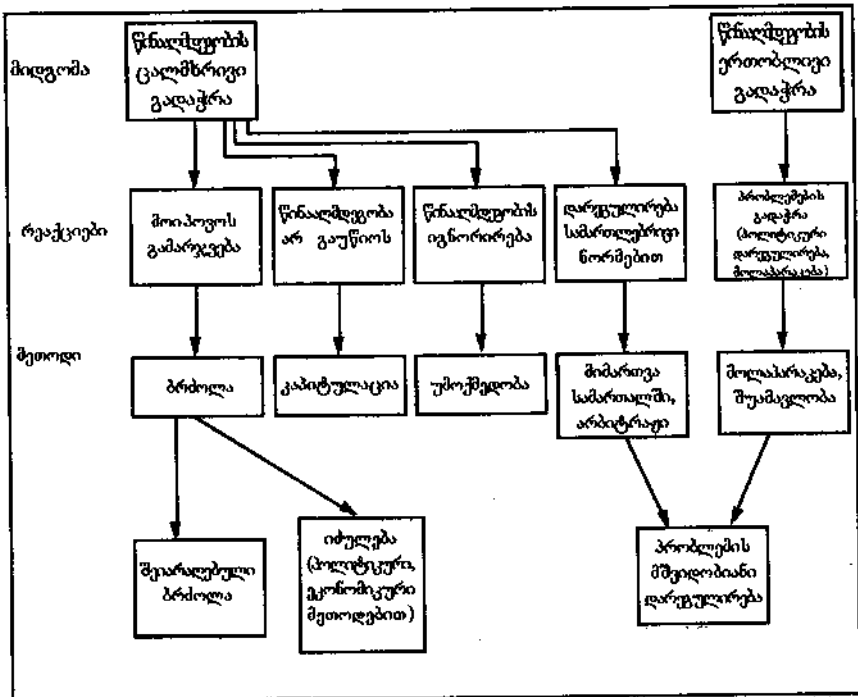 მიდგომა
წინააღმდეგობის
ცალმხრივი
გადაჭრა
წინააღმდეგობის
ერთობლივი
გადაჭრა
რეაქციები
მოიპოვოს
გამარჯვება
წინააღმდეგობა
არ გაუწიოს
წინააღმდეგობის
იგნორირება
დარეგულირება
სამართლებრივი
ნორმებით
პრობლემების
გადაჭრა
(პოლიტიკური
დარეგულირება,
მოლაპარაკება)
მეთოდი
ბრძოლა
კაპიტულაცია
უმოქმედობა
მიმართვა
სამართალში,
არბიტრაჟი
მოლაპარაკება,
შუამავლობა
შეიარაღებული
ბრძოლა
იძულება
(პოლიტიკური,
ეკონომიკური
მეთოდებით)
პრობლემის
მშვიდობიანი
დარეგულირება